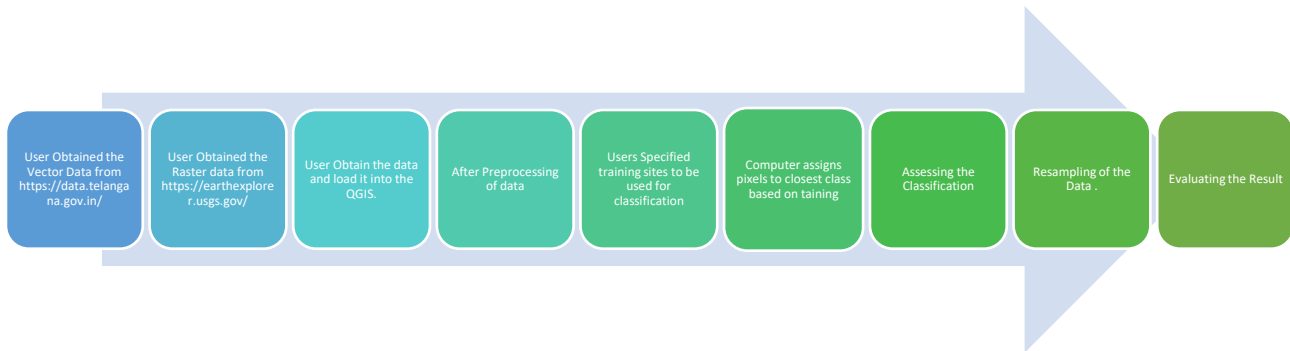 User Obtained the
Vector Data from
https://data.telanga
na.gov.in/
User Obtained the
Raster data from
https://earthexplore
r.usgs.gov/
User Obtain the data
and load it into the
QGIS.
After Preprocessing of
data
Users Specified
training sites to be
used for
classification
Computer assigns
pixels to closest class
based on taining
Assessing the
Classification
Resampling of the
Data .
Evaluating the Result